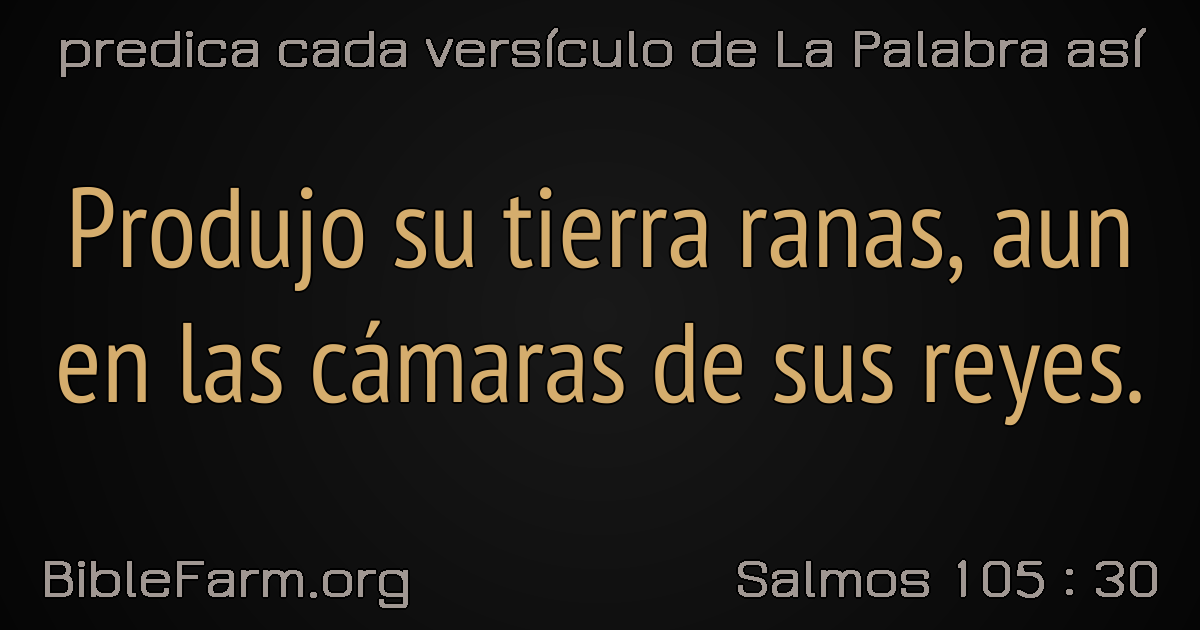 predica cada versículo de La Palabra así
Produjo su tierra ranas, aun
en las cámaras de sus reyes.
BibleFarm.org
Salmos 105 : 30